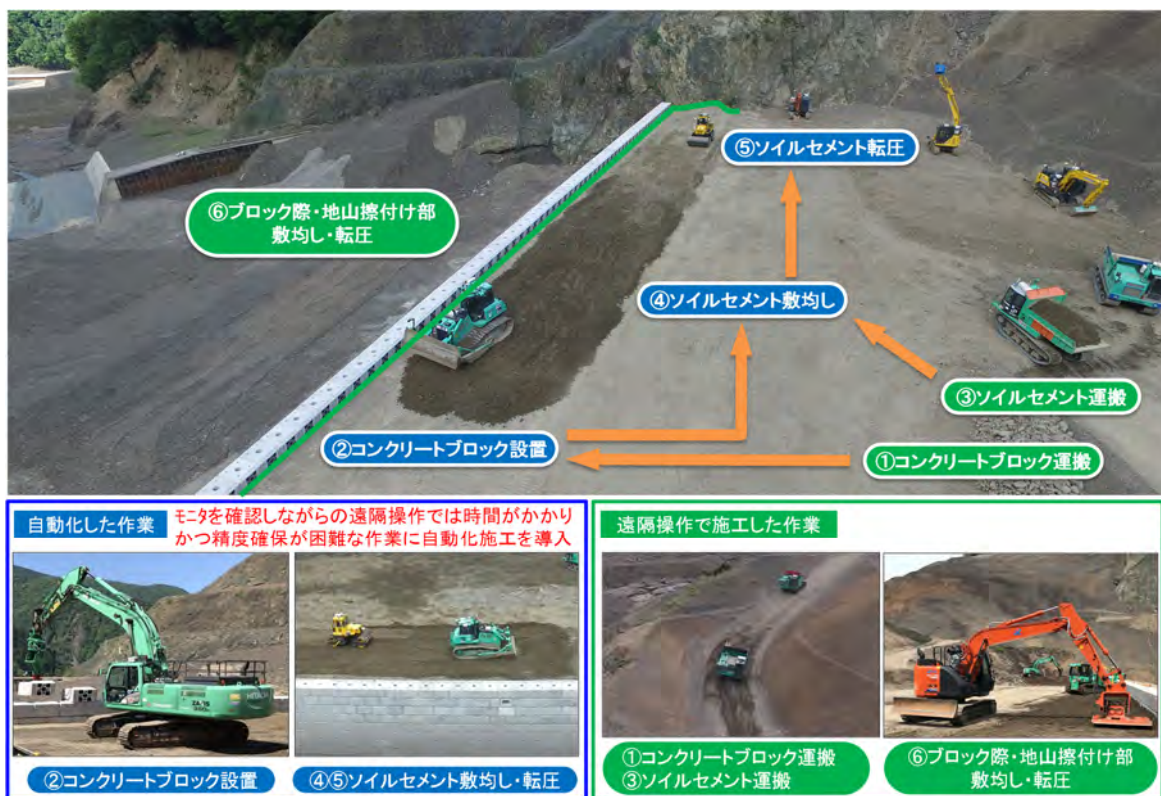 ⑤ソイルセメント転圧
⑥ブロック際・地山擦付け部
敷均し・転圧
④ソイルセメント敷均し
③ソイルセメント運搬
②コンクリートブロック設置
①コンクリートブロック運搬
自動化した作業
モニタを確認しながらの遠隔操作では時間がかかり
かつ精度確保が困難な作業に自動化施工を導入
②コンクリートブロック設置
④⑤ソイルセメント敷均し・転圧
遠隔操作で施工した作業
①コンクリートブロック運搬
③ソイルセメント運搬
⑥ブロック際・地山擦付け部
敷均し・転圧
HITACHI